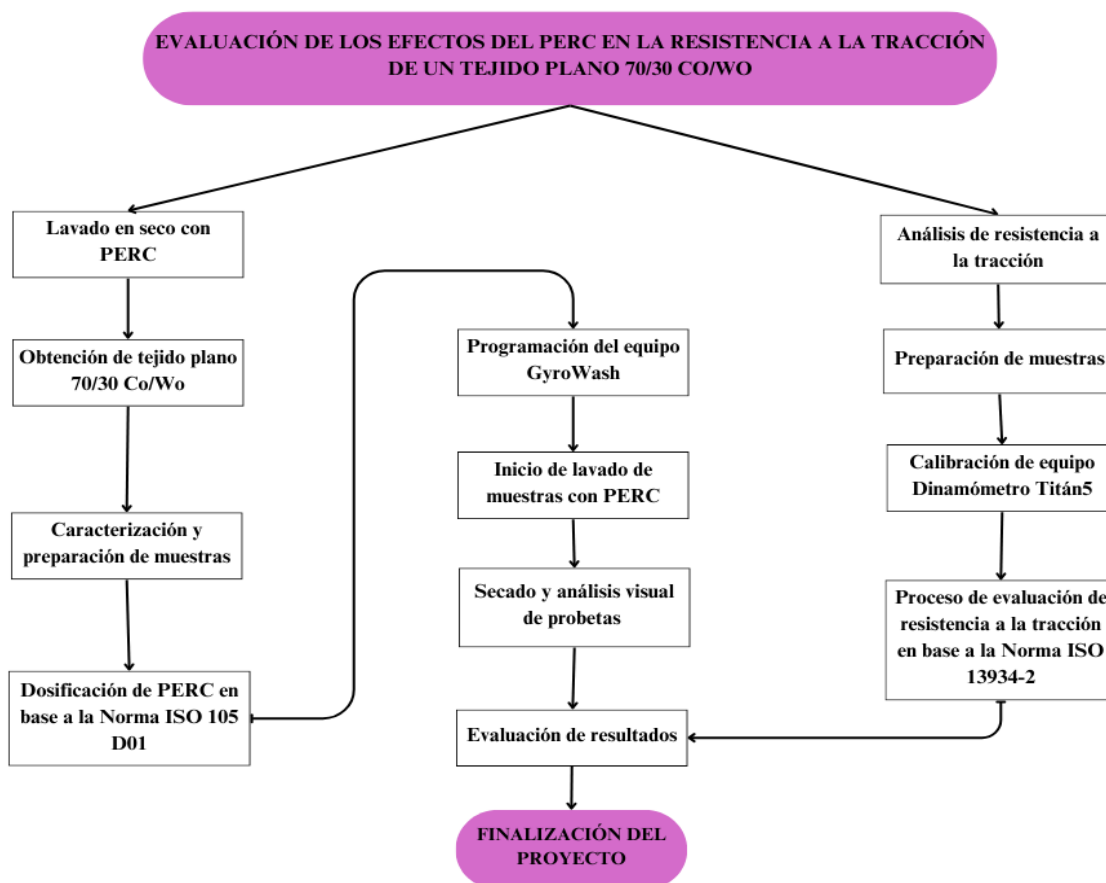 EVALUACIÓN DE LOS EFECTOS DEL PERC EN LA RESISTENCIA A LA TRACCIÓN
DE UN TEJIDO PLANO 70/30 CO/WO
Lavado en seco con
PERC
Obtención de tejido plano
70/30 Co/Wo
Caracterización y
preparación de muestras
Dosificación de PERC en
base a la Norma ISO 105
D01
Programación del equipo
GyroWash
Inicio de lavado de
muestras con PERC
Secado y análisis visual
de probetas
Evaluación de resultados
Análisis de resistencia a
la tracción
Preparación de muestras
Calibración de equipo
Dinamómetro Titán5
Proceso de evaluación de
resistencia a la tracción
en base a la Norma ISO
13934-2
FINALIZACIÓN DEL
PROYECTO